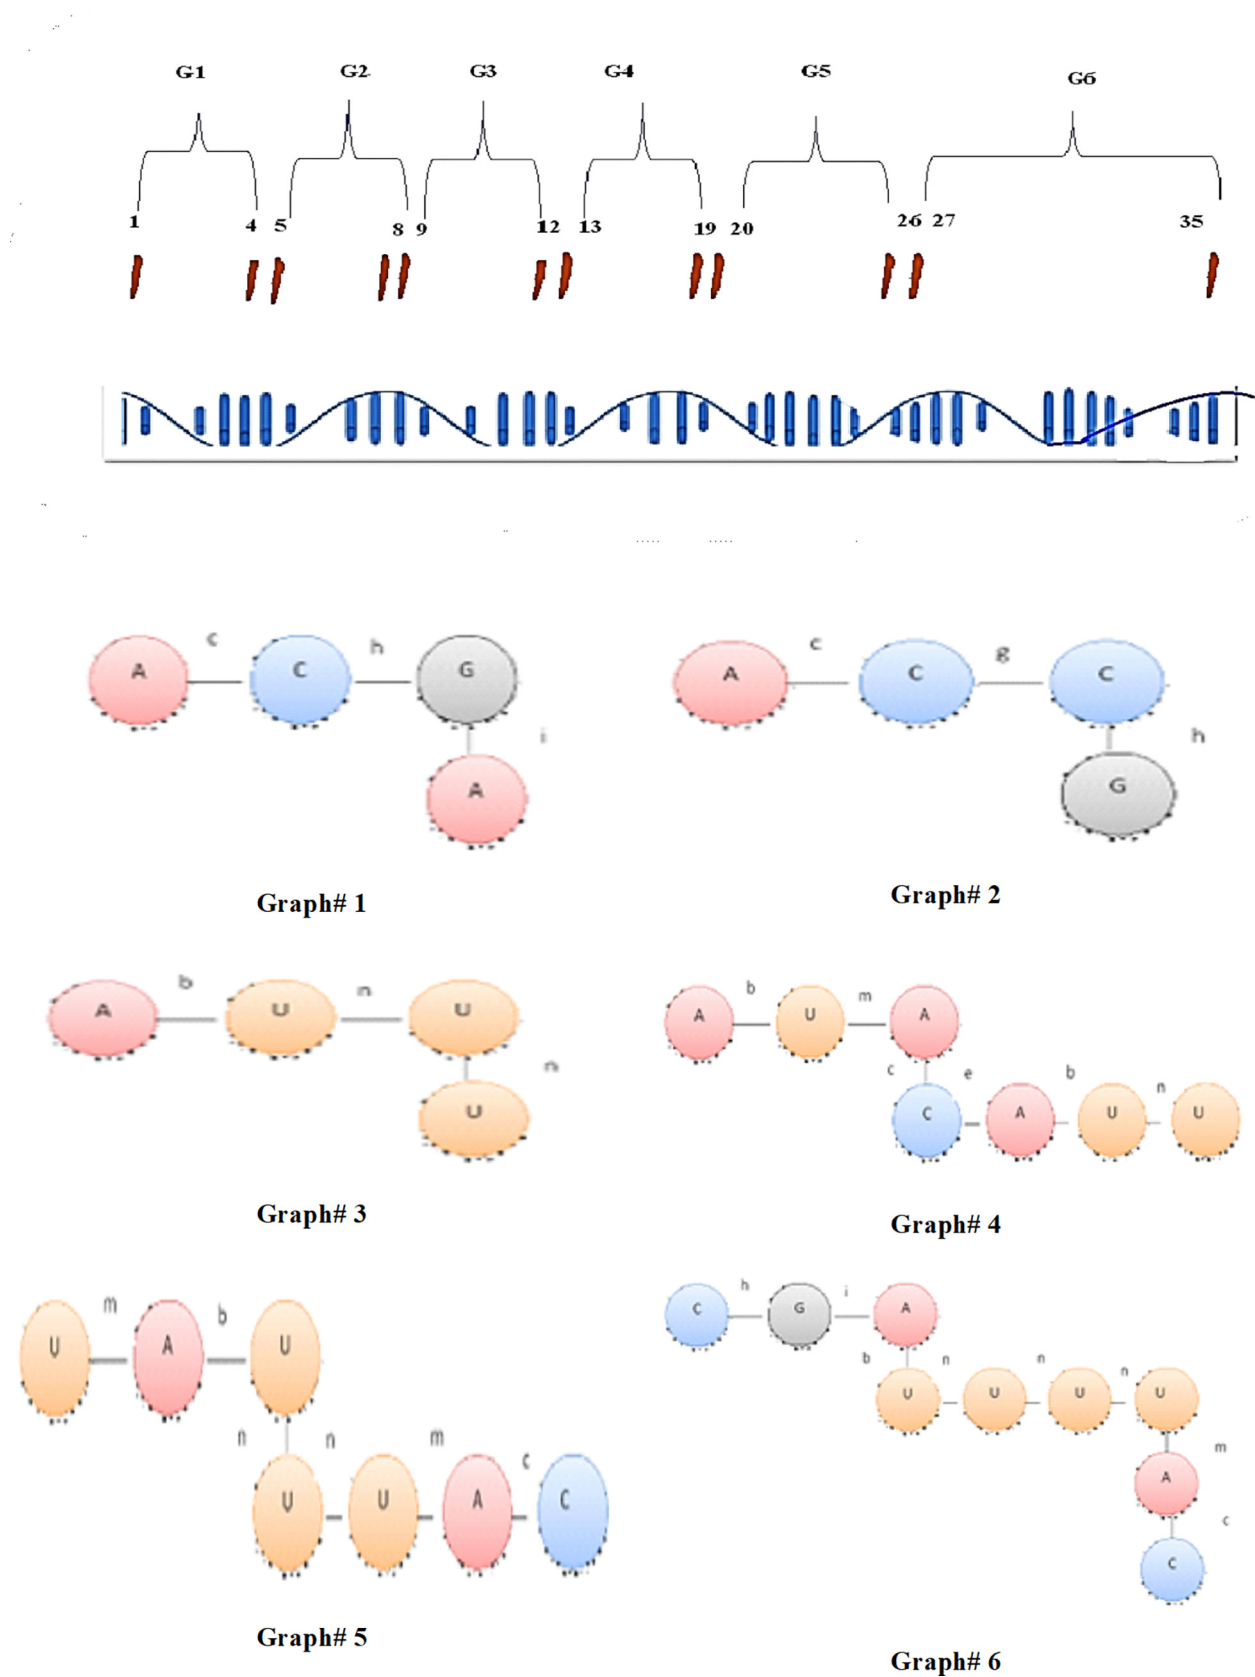 G1 G2 G3 G4 G5 G6
1 4 5 8 9 12 13 19 20 26 27 35
c h
A C G
i
A
Graph# 1
c g
A C C
h
G
Graph# 2
b n
A U U
n
U
Graph# 3
b m
A U A
c e b n
C A U U
Graph# 4
m b
U A U
n n m c
U U A C
Graph# 5
h i
C G A
b n n n
U U U U
m
A
c
C
Graph# 6